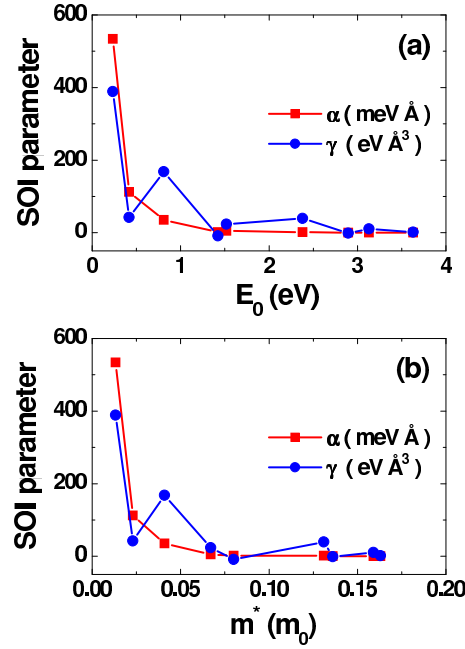 (a)
600
400
200
0
SOI parameter
α ( meV Å )
γ ( eV Å³ )
0 1 2 3 4
E₀ (eV)
(b)
600
400
200
0
SOI parameter
α ( meV Å )
γ ( eV Å³ )
0.00 0.05 0.10 0.15 0.20
m* (m₀)